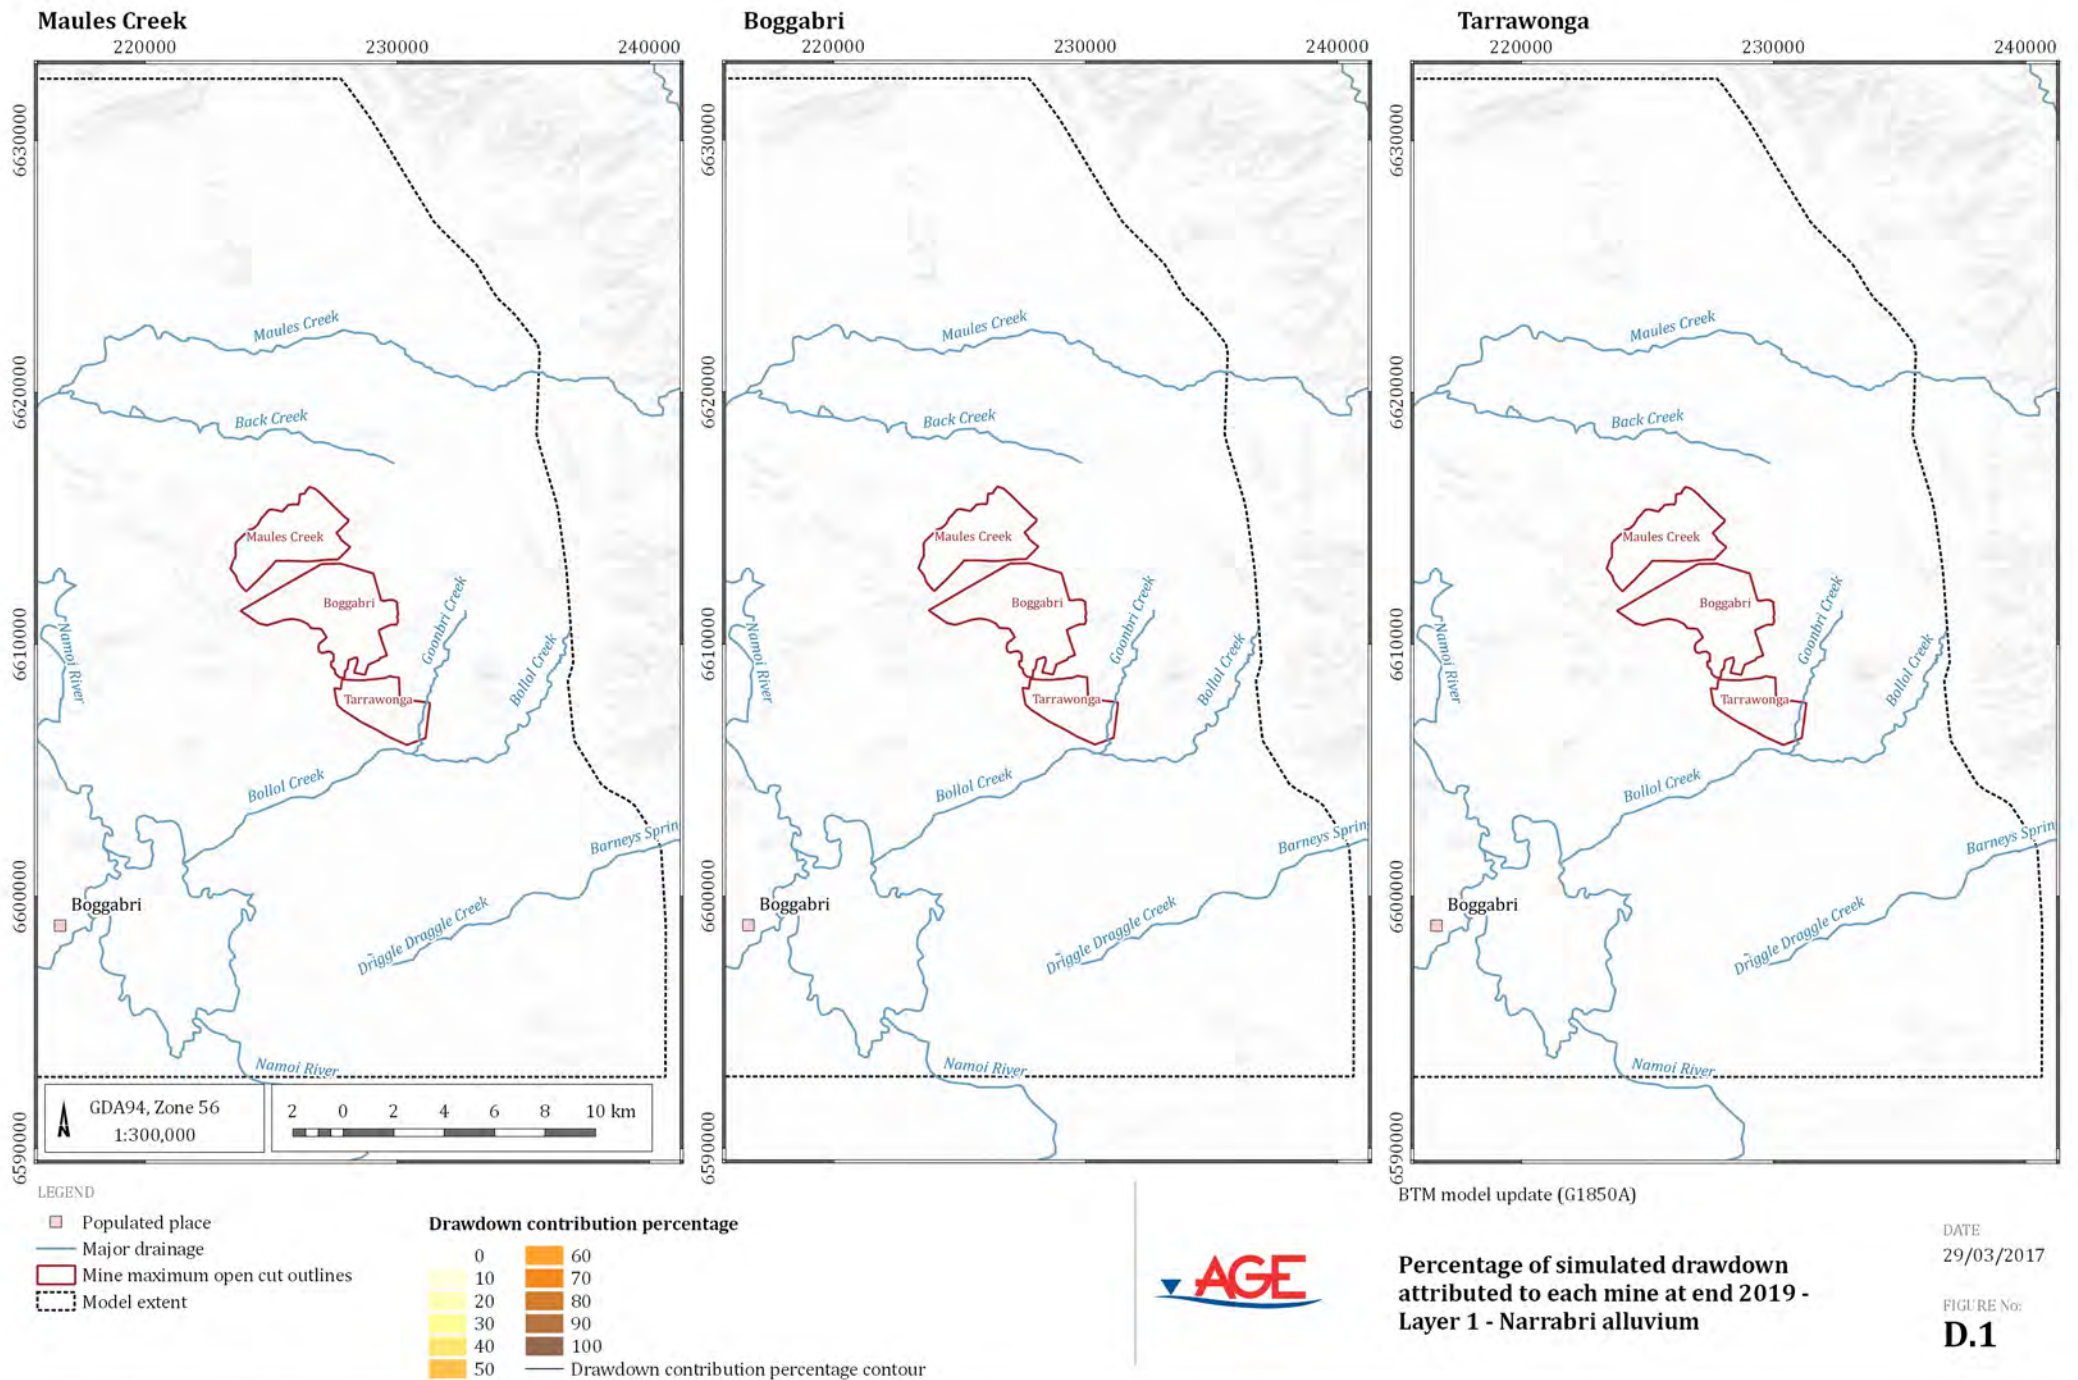 Maules Creek
Boggabri
Tarrawonga
220000
230000
240000
220000
230000
240000
220000
230000
240000
6630000
6620000
6610000
6600000
6590000
Maules Creek
Back Creek
Maules Creek
Boggabri
Tarrawonga
Goonbri Creek
Bollol Creek
Namoi River
Bollol Creek
Barneys Sprin
Boggabri
Driggle Draggle Creek
Namoi River
GDA94, Zone 56
1:300,000
N
2 0 2 4 6 8 10 km
6630000
6620000
6610000
6600000
6590000
Maules Creek
Back Creek
Maules Creek
Boggabri
Tarrawonga
Goonbri Creek
Bollol Creek
Namoi River
Bollol Creek
Barneys Sprin
Boggabri
Driggle Draggle Creek
Namoi River
6630000
6620000
6610000
6600000
6590000
Maules Creek
Back Creek
Maules Creek
Boggabri
Tarrawonga
Goonbri Creek
Bollol Creek
Namoi River
Bollol Creek
Barneys Sprin
Boggabri
Driggle Draggle Creek
Namoi River
LEGEND
Populated place
Major drainage
Mine maximum open cut outlines
Model extent
Drawdown contribution percentage
0
10
20
30
40
50
60
70
80
90
100
Drawdown contribution percentage contour
AGE
BTM model update (G1850A)
Percentage of simulated drawdown
attributed to each mine at end 2019 -
Layer 1 - Narrabri alluvium
DATE
29/03/2017
FIGURE No:
D.1